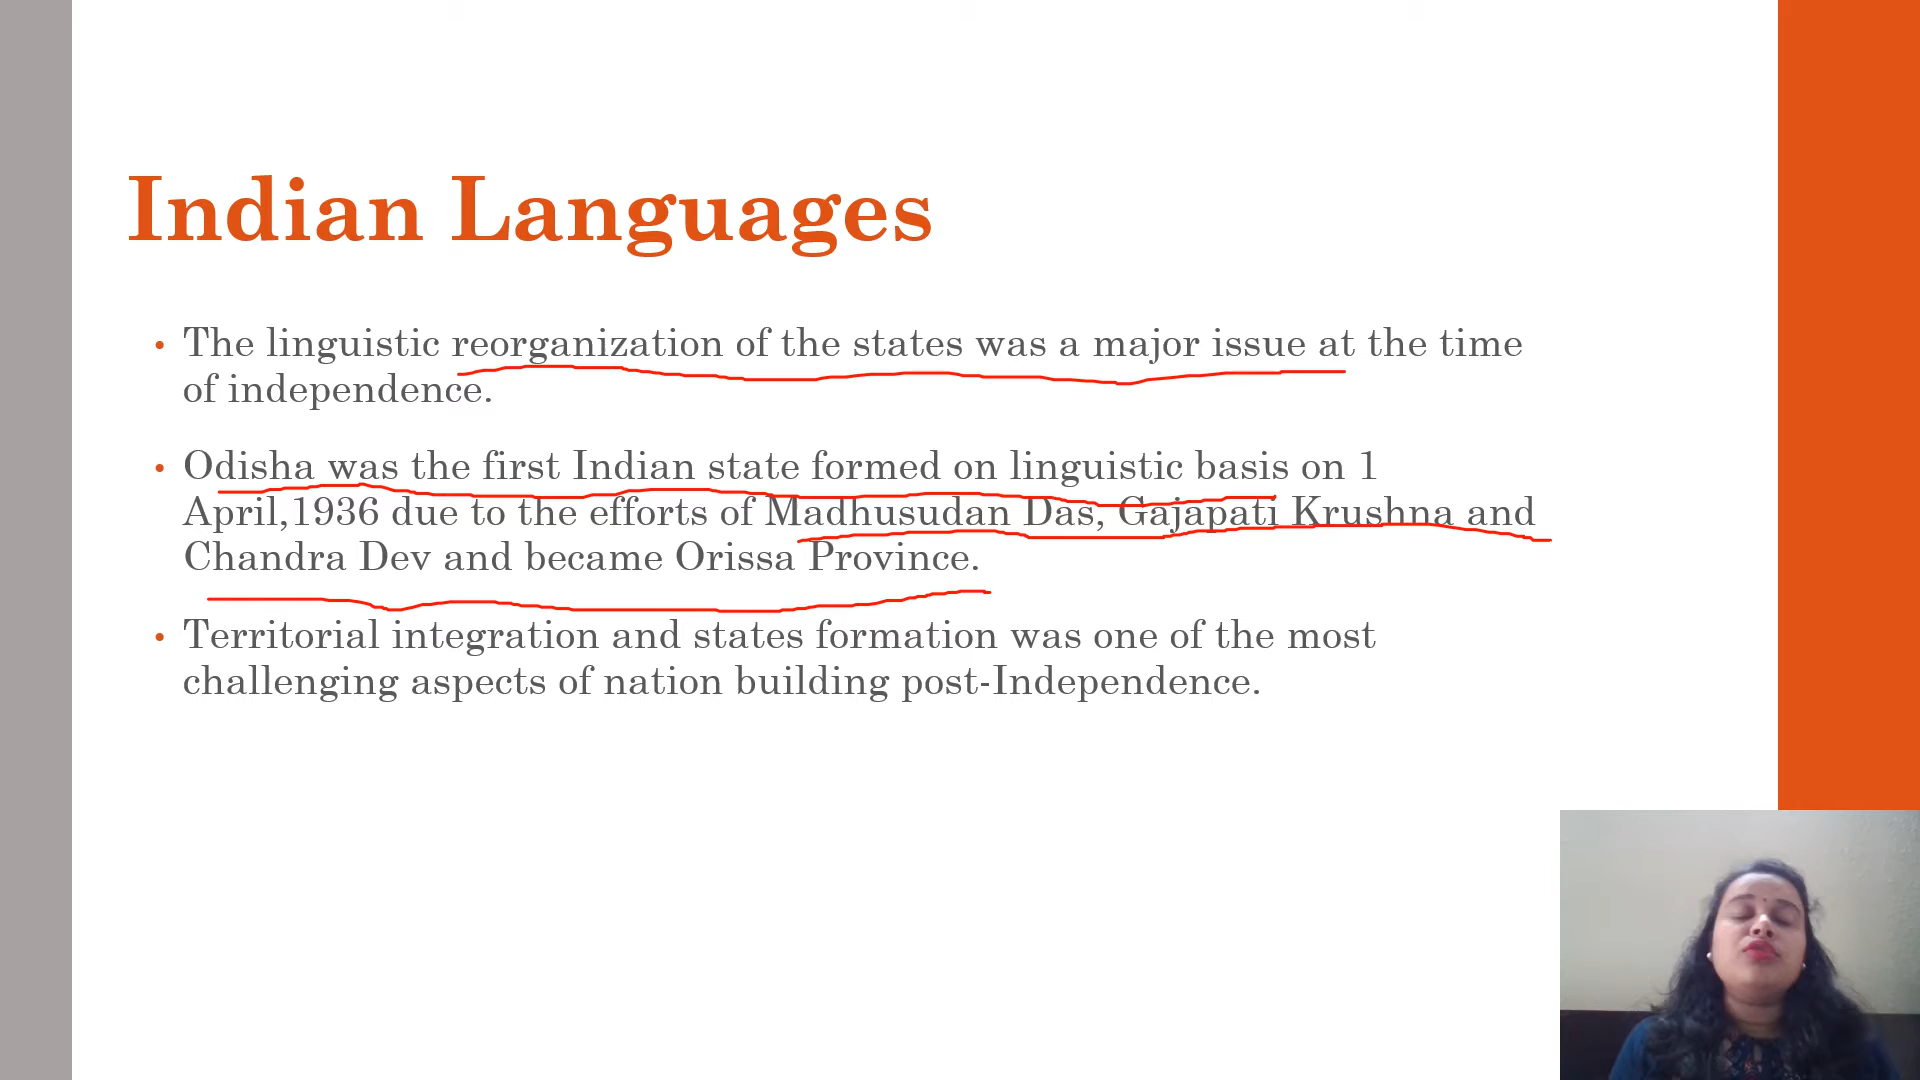 Indian Languages
• The linguistic reorganization of the states was a major issue at the time
of independence.
• Odisha was the first Indian state formed on linguistic basis on 1
April,1936 due to the efforts of Madhusudan Das, Gajapati Krushna and
Chandra Dev and became Orissa Province.
• Territorial integration and states formation was one of the most
challenging aspects of nation building post-Independence.